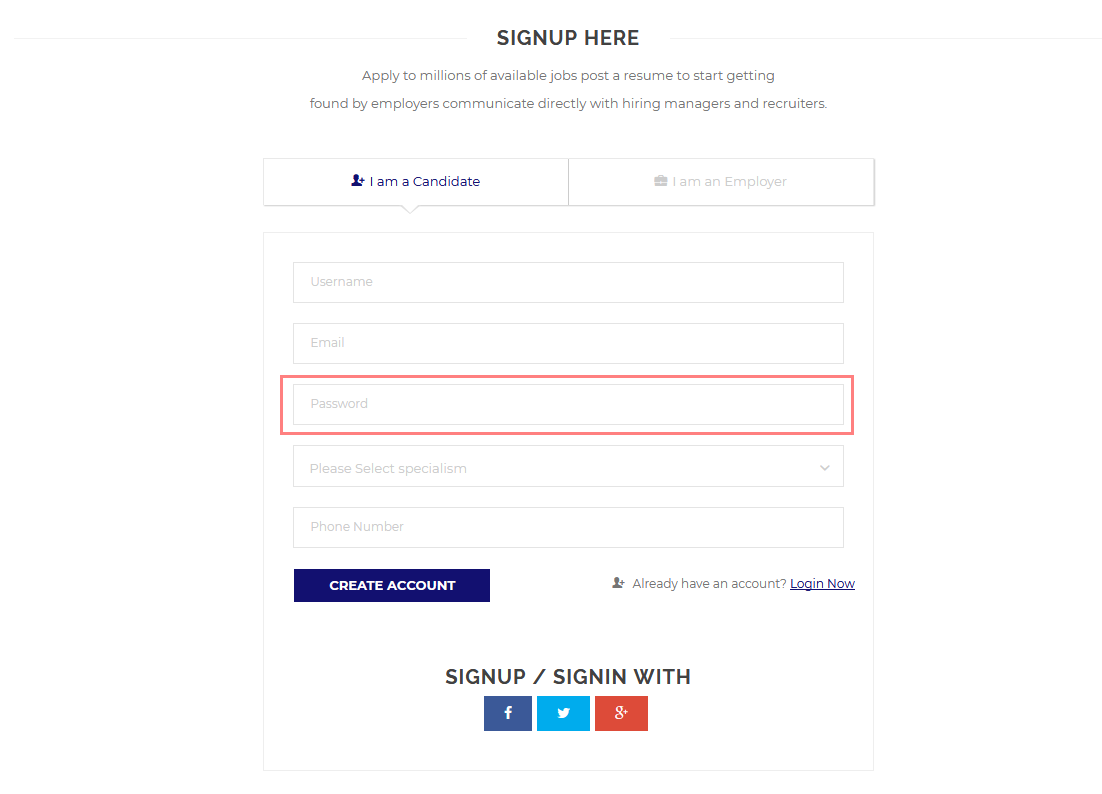 SIGNUP HERE
Apply to millions of available jobs post a resume to start getting
found by employers communicate directly with hiring managers and recruiters.
I am a Candidate
I am an Employer
Username
Email
Password
Please Select specialism
Phone Number
CREATE ACCOUNT
Already have an account? Login Now
SIGNUP / SIGNIN WITH